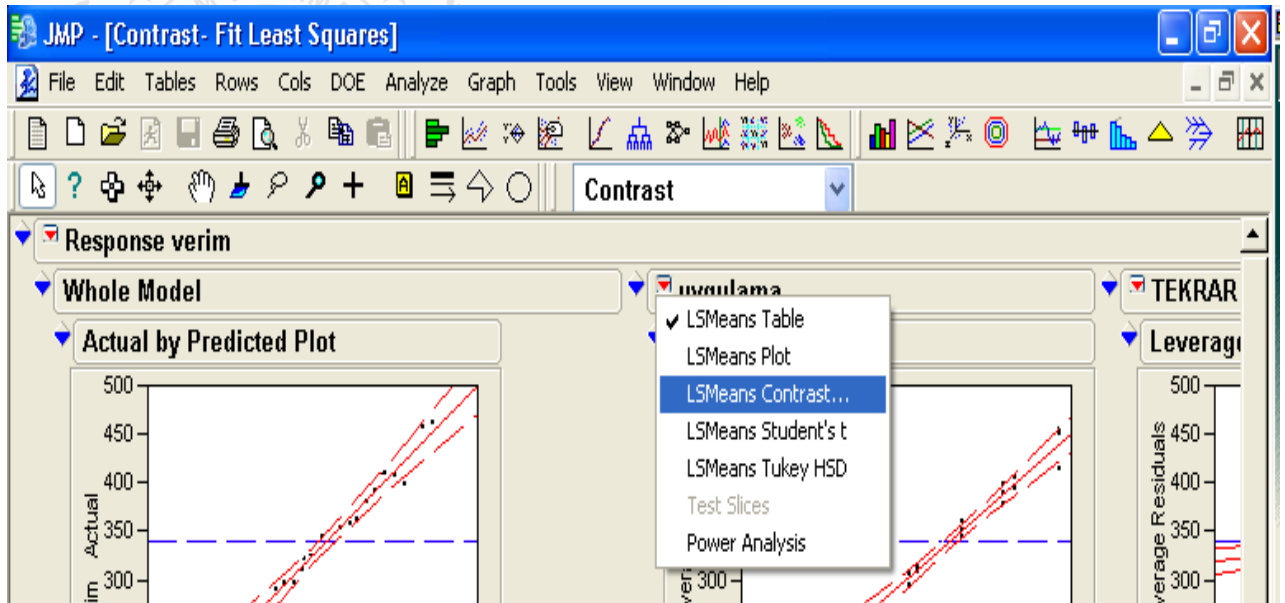 JMP - [Contrast- Fit Least Squares]
File Edit Tables Rows Cols DOE Analyze Graph Tools View Window Help
Contrast
Response verim
Whole Model
uygulama
TEKRAR
Actual by Predicted Plot
LSMeans Table
LSMeans Plot
LSMeans Contrast...
LSMeans Student's t
LSMeans Tukey HSD
Test Slices
Power Analysis
Actual
500
450
400
350
300
300
Residuals
500
450
400
350
300